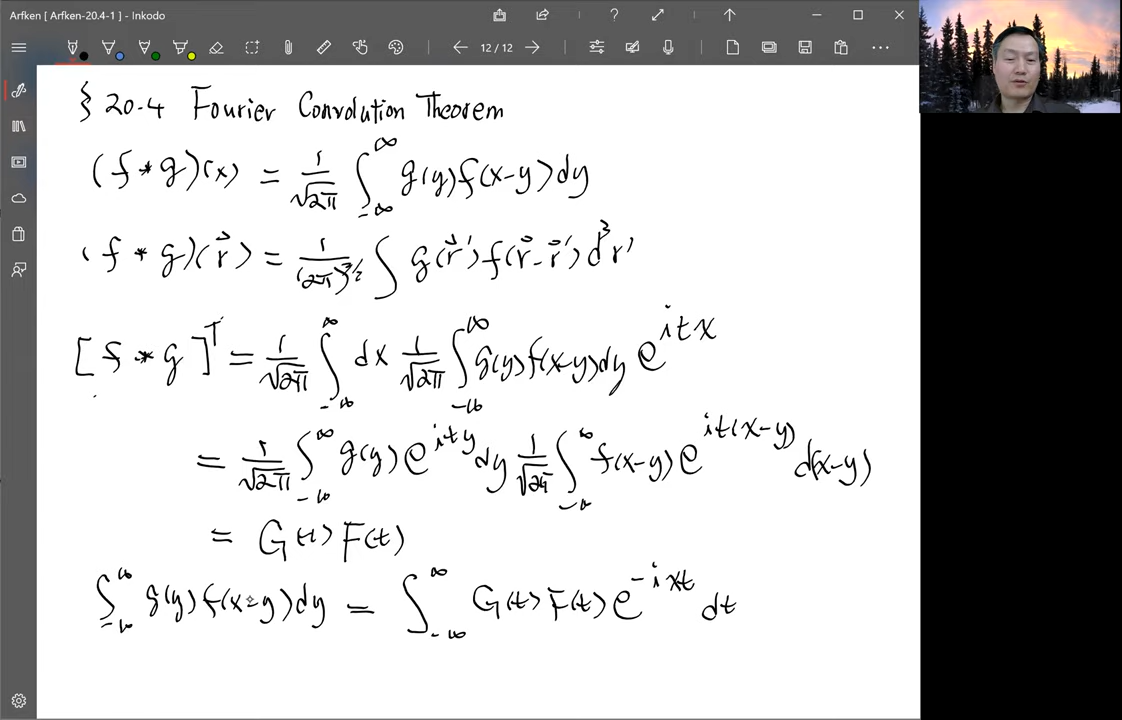 Arfken [ Arfken-20.4-1 ] - Inkodo
12 / 12
§ 20.4 Fourier Convolution Theorem
(f * g)(x) = 1/√2π ∫_{-∞}^{∞} g(y) f(x-y) dy
(f * g)(r⃗) = 1/(2π)^{3/2} ∫ g(r⃗') f(r⃗-r⃗') d³r'
[f * g]^T = 1/√2π ∫_{-∞}^{∞} dx 1/√2π ∫_{-∞}^{∞} g(y) f(x-y) dy e^{itx}
= 1/√2π ∫_{-∞}^{∞} g(y) e^{ity} dy 1/√2π ∫_{-∞}^{∞} f(x-y) e^{it(x-y)} d(x-y)
= G(t) F(t)
∫_{-∞}^{∞} g(y) f(x-y) dy = ∫_{-∞}^{∞} G(t) F(t) e^{-ixt} dt